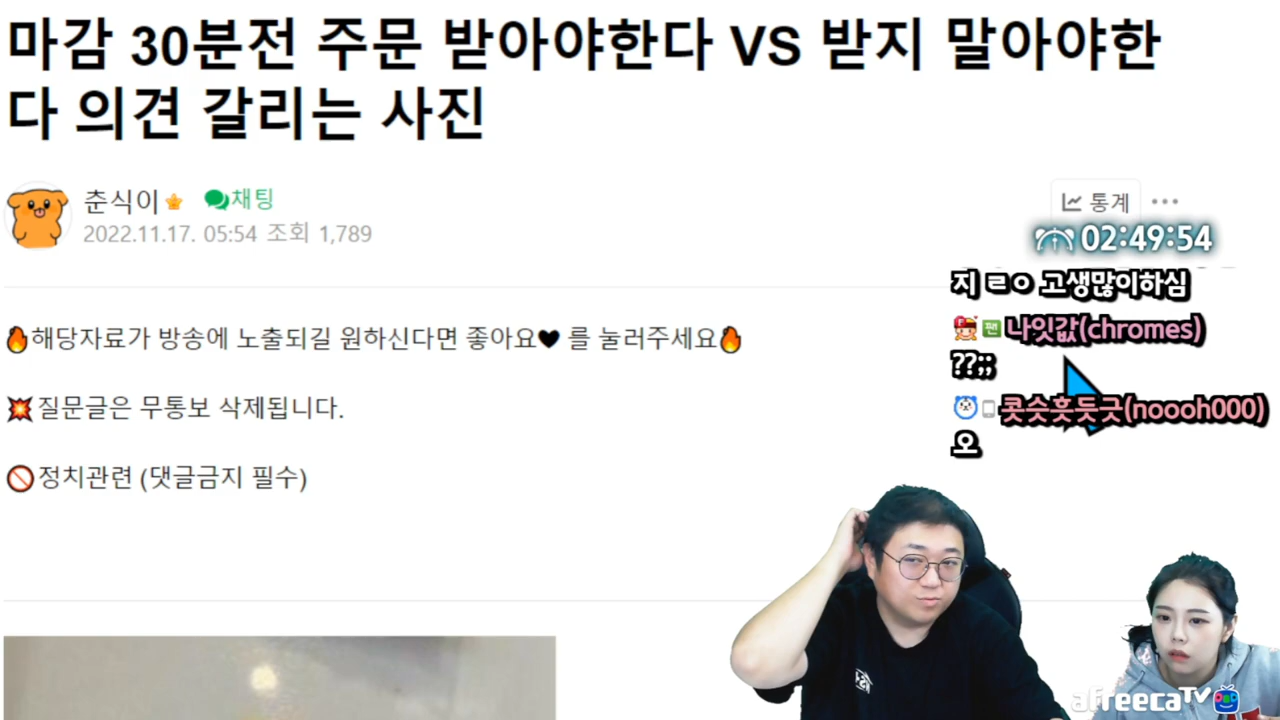 마감 30분전 주문 받아야한다 VS 받지 말아야한
다 의견 갈리는 사진
춘식이 채팅
2022.11.17. 05:54 조회 1,789
통계
02:49:54
지 ㄹㅇ 고생많이하심
팬 나잇값(chromes)
??;;
콧숫흣듯긋(noooh000)
오
🔥해당자료가 방송에 노출되길 원하신다면 좋아요🖤 를 눌러주세요🔥
💥질문글은 무통보 삭제됩니다.
🚫정치관련 (댓글금지 필수)
afreecaTV